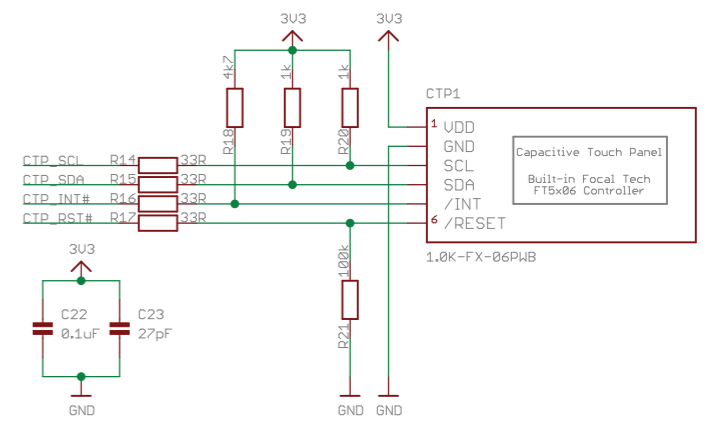 3V3
3V3
4k7
1k
1k
R18
R19
R20
CTP1
1
VDD
GND
SCL
SDA
/INT
6
/RESET
Capacitive Touch Panel
Built-in Focal Tech
FT5x06 Controller
1.0K-FX-06PWB
CTP_SCL
R14
33R
CTP_SDA
R15
33R
CTP_INT#
R16
33R
CTP_RST#
R17
33R
100k
R21
3V3
C22
0.1uF
C23
27pF
GND
GND
GND